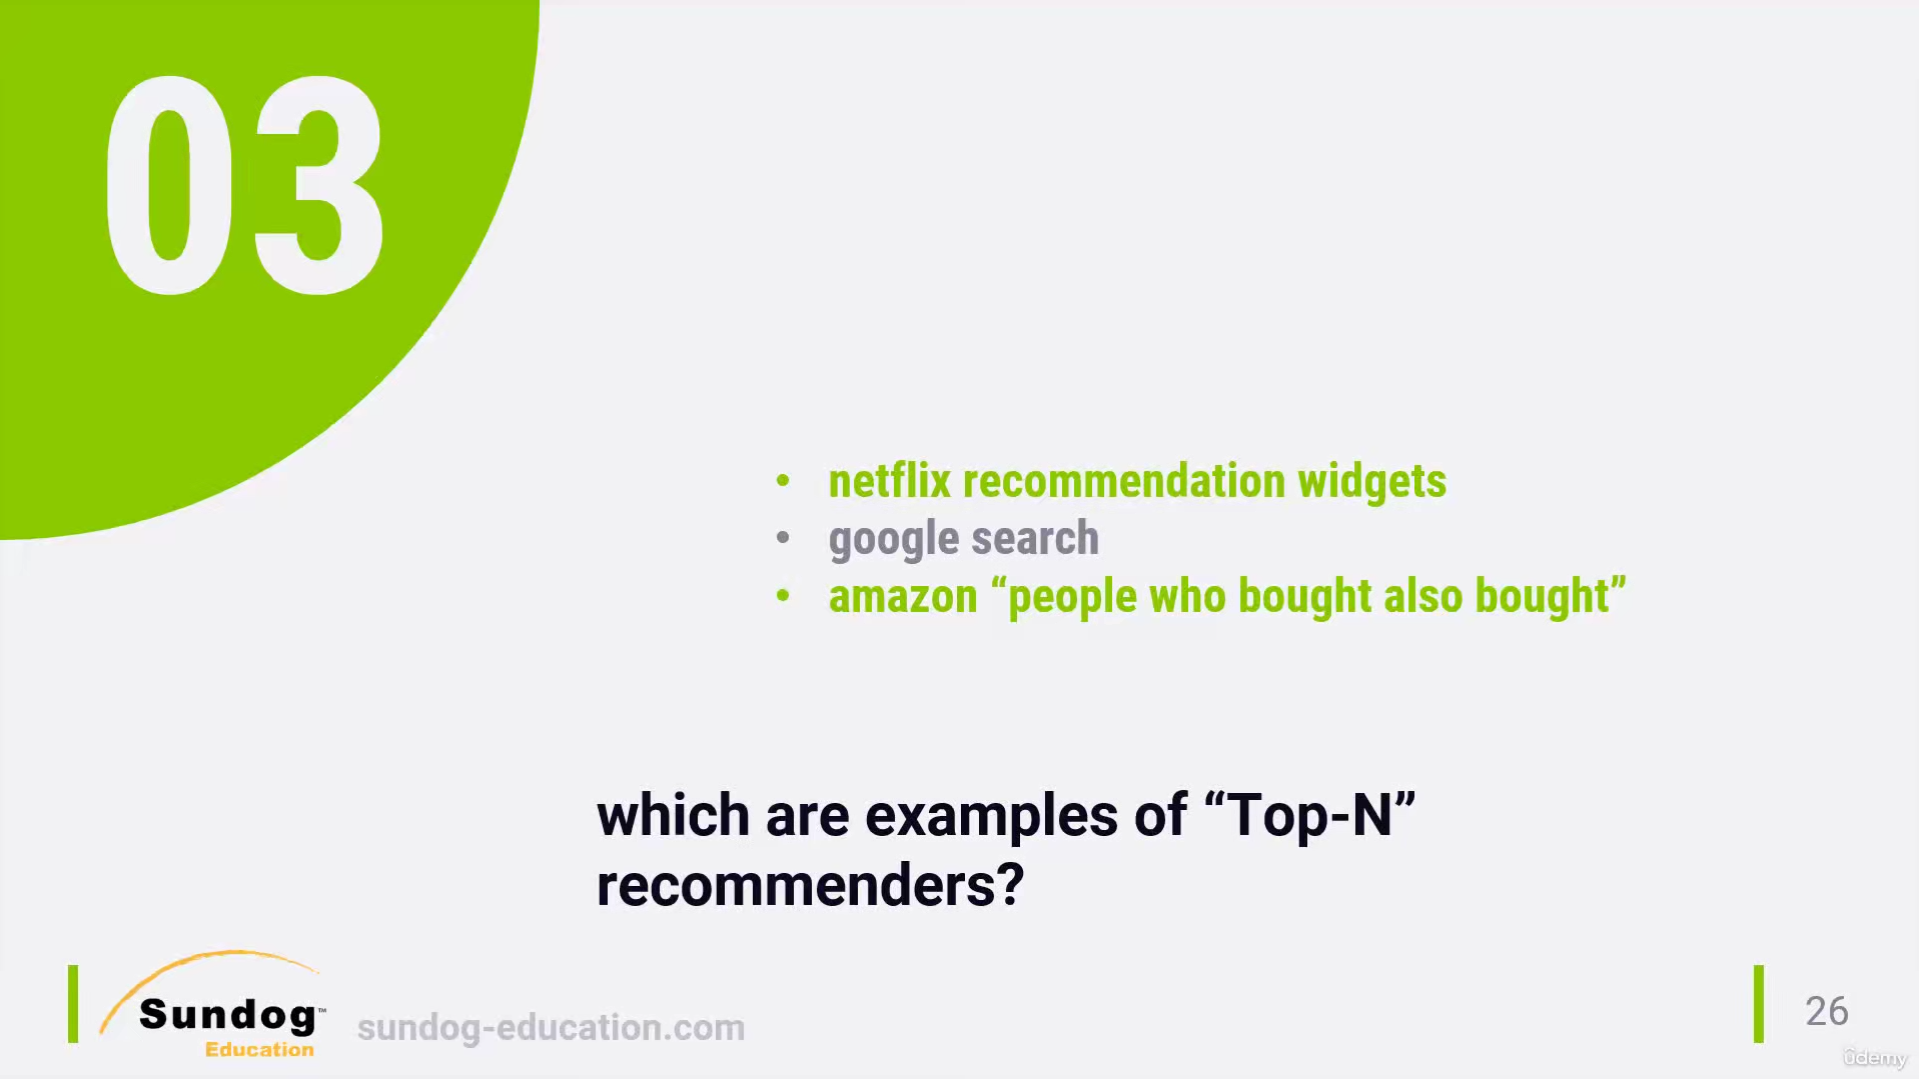 03
• netflix recommendation widgets
• google search
• amazon “people who bought also bought”
which are examples of “Top-N”
recommenders?
Sundog™
Education
sundog-education.com
26
ûdemy